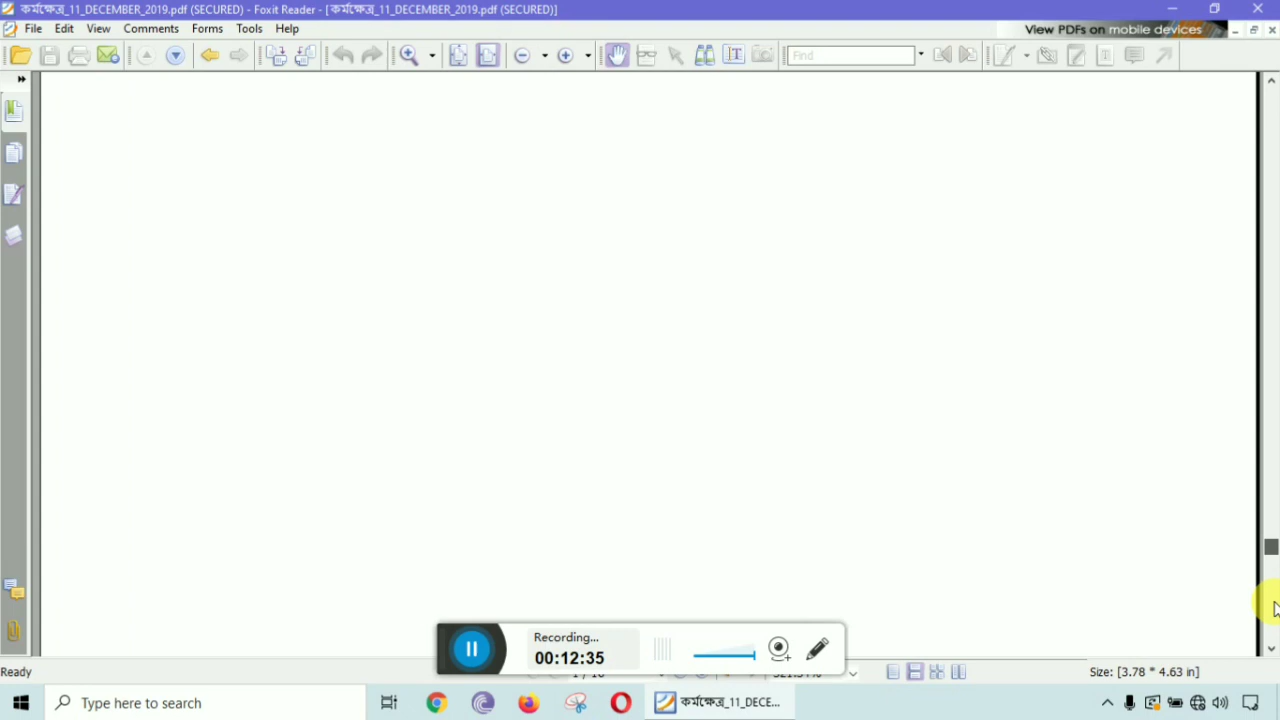 কর্মক্ষেত্র_11_DECEMBER_2019.pdf (SECURED) - Foxit Reader - [কর্মক্ষেত্র_11_DECEMBER_2019.pdf (SECURED)]
File Edit View Comments Forms Tools Help
View PDFs on mobile devices
Find
Recording...
00:12:35
Ready
Size: [3.78 * 4.63 in]
Type here to search
কর্মক্ষেত্র_11_DECE...